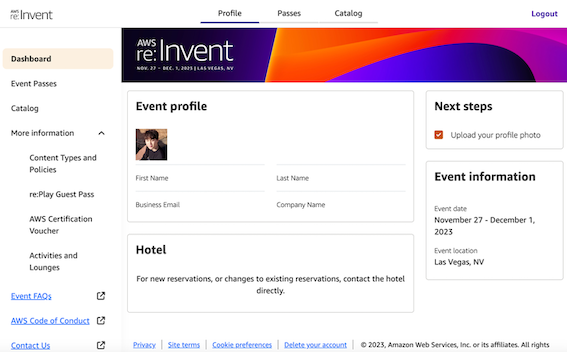 AWS
re:Invent
Profile
Passes
Catalog
Logout
Dashboard
Event Passes
Catalog
More information
Content Types and
Policies
re:Play Guest Pass
AWS Certification
Voucher
Activities and
Lounges
Event FAQs
AWS Code of Conduct
Contact Us
AWS
re:Invent
NOV. 27 – DEC. 1, 2023 | LAS VEGAS, NV
Event profile
First Name
Last Name
Business Email
Company Name
Hotel
For new reservations, or changes to existing reservations, contact the hotel
directly.
Next steps
Upload your profile photo
Event information
Event date
November 27 - December 1,
2023
Event location
Las Vegas, NV
Privacy | Site terms | Cookie preferences | Delete your account | © 2023, Amazon Web Services, Inc. or its affiliates. All rights